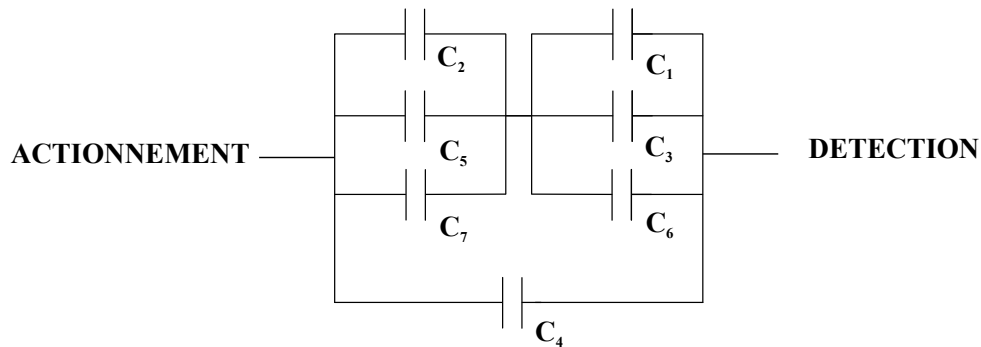 C₂
C₁
ACTIONNEMENT
C₅
C₃
DETECTION
C₇
C₆
C₄